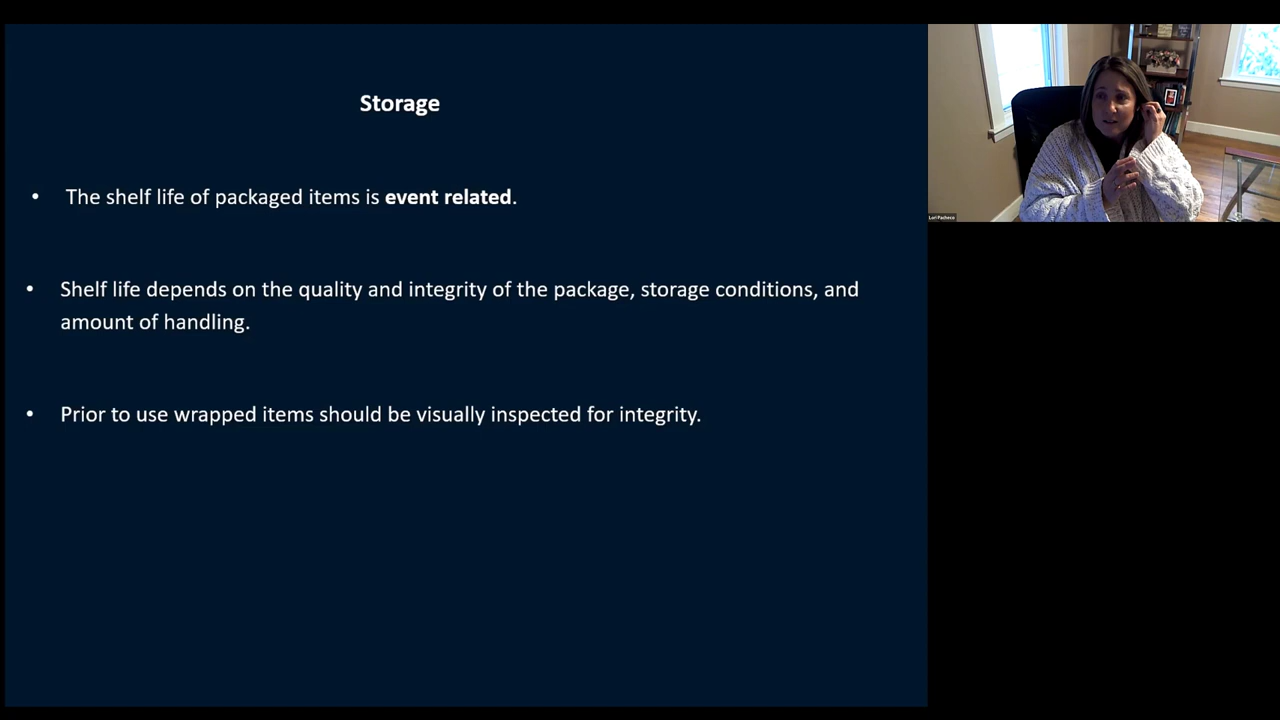 Storage
• The shelf life of packaged items is event related.
• Shelf life depends on the quality and integrity of the package, storage conditions, and
amount of handling.
• Prior to use wrapped items should be visually inspected for integrity.
Lori Pacheco